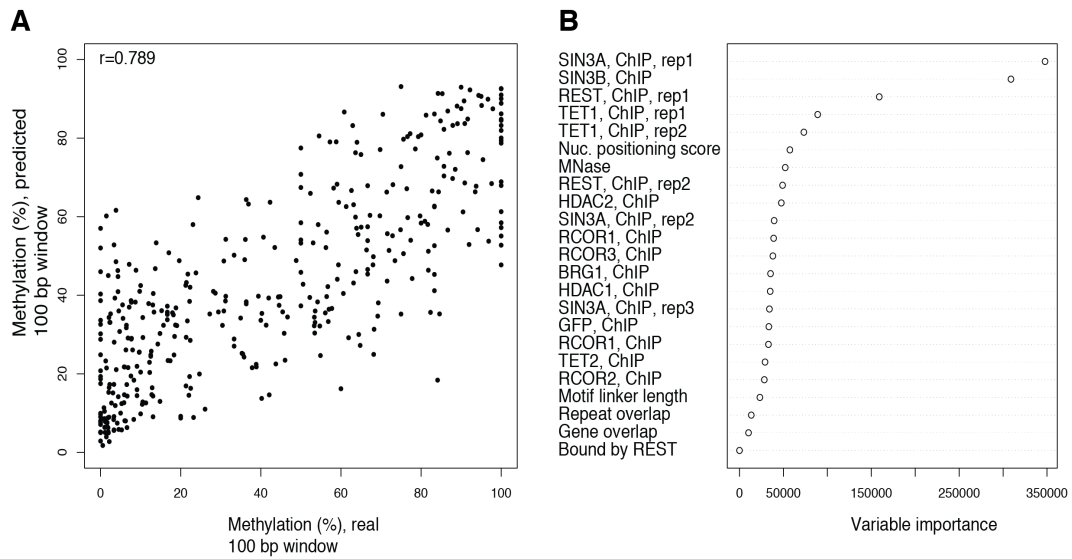 A
r=0.789
Methylation (%), predicted
100 bp window
100
80
60
40
20
0
0 20 40 60 80 100
Methylation (%), real
100 bp window
B
SIN3A, ChIP, rep1
SIN3B, ChIP
REST, ChIP, rep1
TET1, ChIP, rep1
TET1, ChIP, rep2
Nuc. positioning score
MNase
REST, ChIP, rep2
HDAC2, ChIP
SIN3A, ChIP, rep2
RCOR1, ChIP
RCOR3, ChIP
BRG1, ChIP
HDAC1, ChIP
SIN3A, ChIP, rep3
GFP, ChIP
RCOR1, ChIP
TET2, ChIP
RCOR2, ChIP
Motif linker length
Repeat overlap
Gene overlap
Bound by REST
0 50000 150000 250000 350000
Variable importance